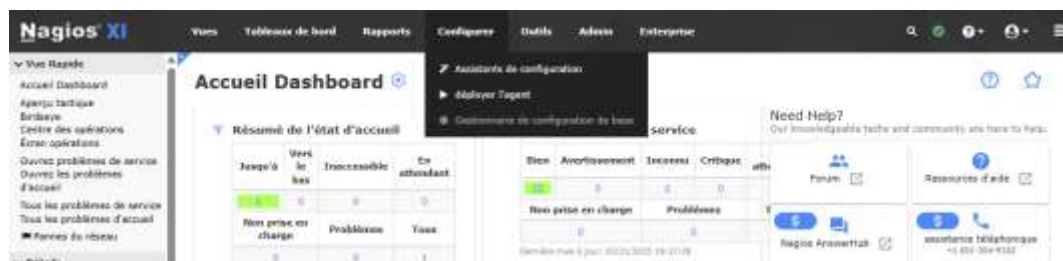 Nagios XI
Vues Tableaux de bord Rapports Configurer Outils Admin Enterprise
Vue Rapide
Accueil Dashboard
Aperçu tactique
Birdseye
Centre des opérations
Écran opérations
Ouvrez problèmes de service
Ouvrez les problèmes
d'accueil
Tous les problèmes de service
Tous les problèmes d'accueil
Pannes du réseau
Accueil Dashboard
Assistants de configuration
déployer l'agent
Gestionnaire de configuration de base
Résumé de l'état d'accueil
Jusqu'à Vers le bas Inaccessible En attendant
0 0 0
Non prise en charge Problèmes Tous
0 0 1
service
Bien Avertissement Inconnu Critique
0 0 0
Non prise en charge Problèmes
0 0
Need Help?
Our knowledgeable techs and community are here to help.
Forum
Ressources d'aide
Nagios AnswerHub
assistance téléphonique